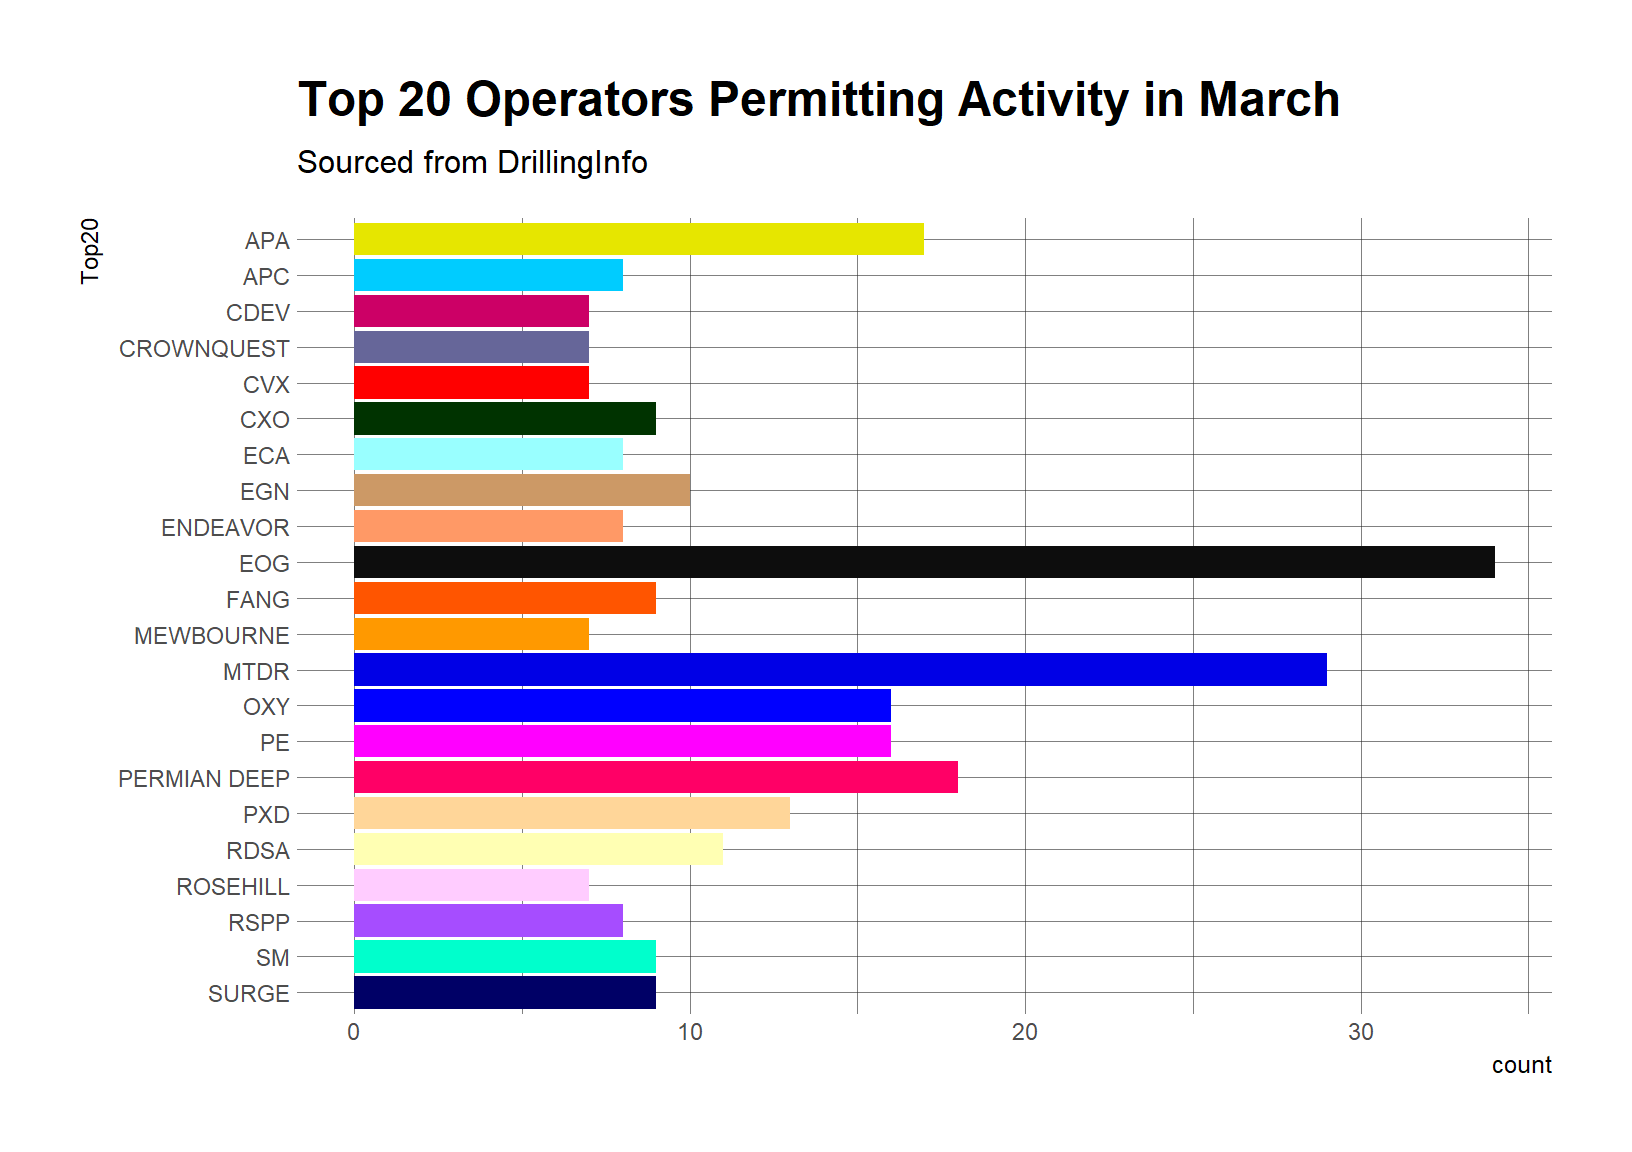 Top 20 Operators Permitting Activity in March
Sourced from DrillingInfo
Top20
APA
APC
CDEV
CROWNQUEST
CVX
CXO
ECA
EGN
ENDEAVOR
EOG
FANG
MEWBOURNE
MTDR
OXY
PE
PERMIAN DEEP
PXD
RDSA
ROSEHILL
RSPP
SM
SURGE
0 10 20 30
count